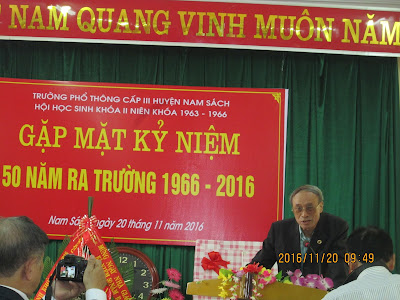 NAM QUANG VINH MUÔN NĂM
TRƯỜNG PHỔ THÔNG CẤP III HUYỆN NAM SÁCH
HỘI HỌC SINH KHÓA II NIÊN KHÓA 1963 - 1966
GẶP MẶT KỶ NIỆM
50 NĂM RA TRƯỜNG 1966 - 2016
Nam Sách, ngày 20 tháng 11 năm 2016
2016/11/20 09:49